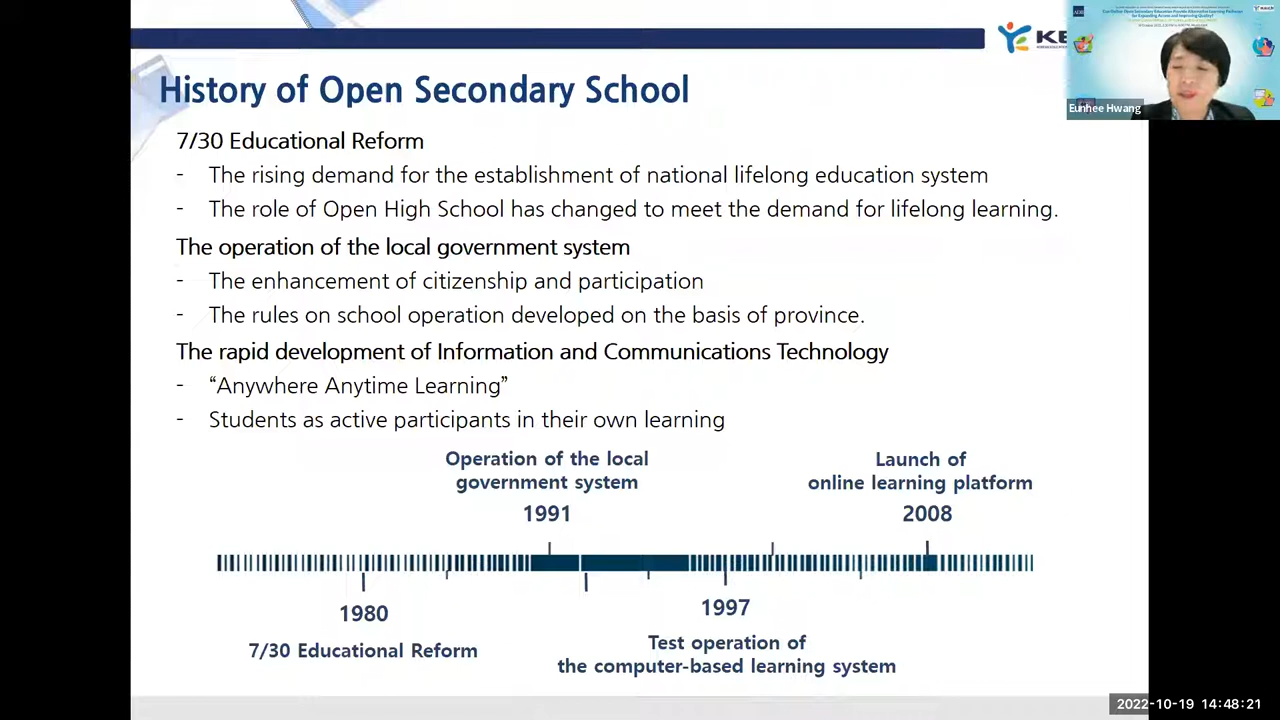 History of Open Secondary School
7/30 Educational Reform
- The rising demand for the establishment of national lifelong education system
- The role of Open High School has changed to meet the demand for lifelong learning.
The operation of the local government system
- The enhancement of citizenship and participation
- The rules on school operation developed on the basis of province.
The rapid development of Information and Communications Technology
- “Anywhere Anytime Learning”
- Students as active participants in their own learning
Operation of the local
government system
1991
Launch of
online learning platform
2008
1980
7/30 Educational Reform
1997
Test operation of
the computer-based learning system
Eunhee Hwang
2022-10-19 14:48:21